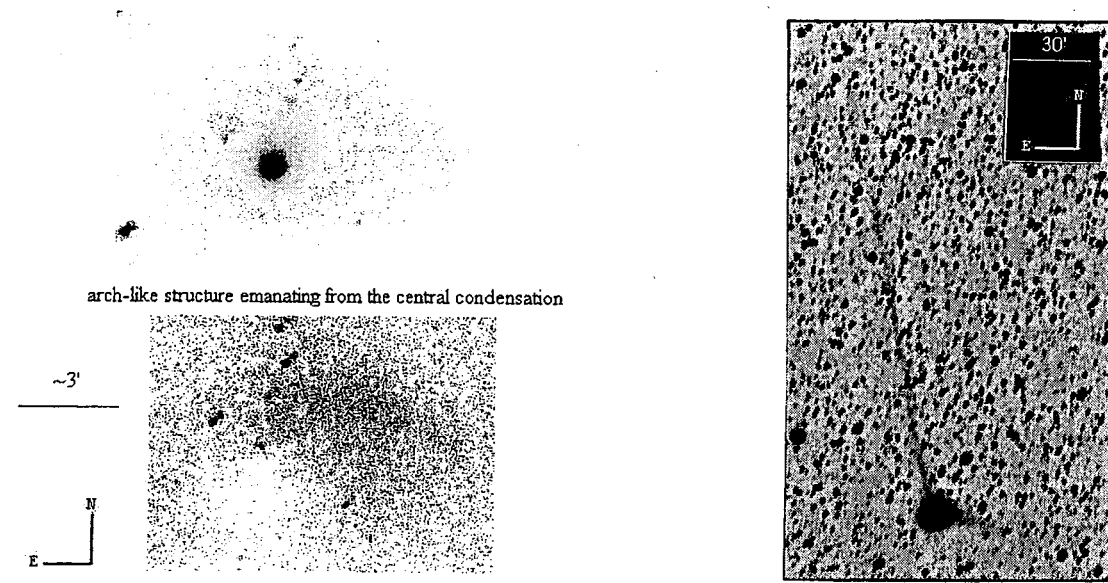 arch-like structure emanating from the central condensation
~3'
N
E
30'
N
E